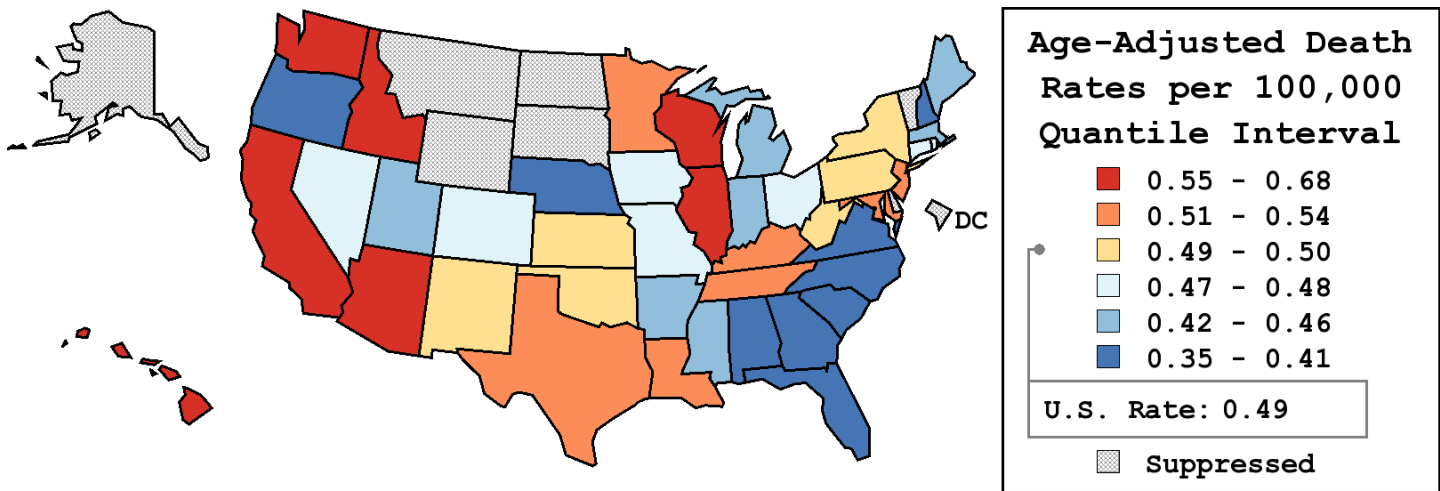 Age-Adjusted Death
Rates per 100,000
Quantile Interval
0.55 - 0.68
0.51 - 0.54
0.49 - 0.50
0.47 - 0.48
0.42 - 0.46
0.35 - 0.41
U.S. Rate: 0.49
Suppressed
DC